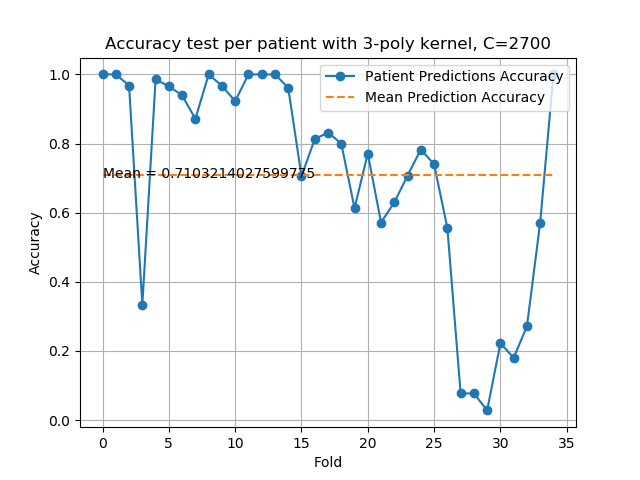 Accuracy test per patient with 3-poly kernel, C=2700
Patient Predictions Accuracy
Mean Prediction Accuracy
Mean = 0.7103214027599775
Accuracy
1.0
0.8
0.6
0.4
0.2
0.0
0 5 10 15 20 25 30 35
Fold